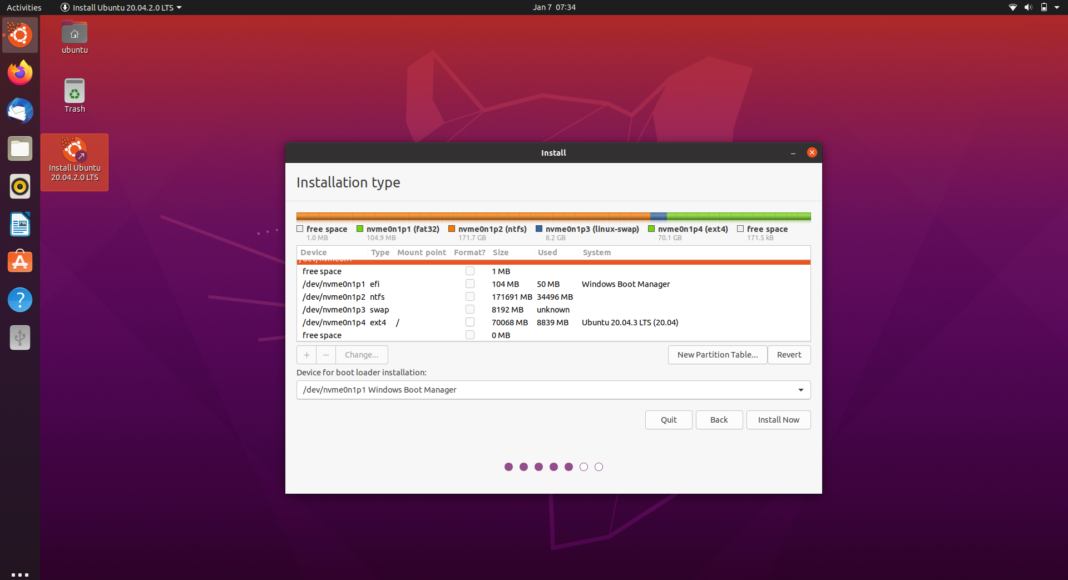 Activities Install Ubuntu 20.04.2.0 LTS Jan 7 07:34
ubuntu
Trash
Install Ubuntu
20.04.2.0 LTS
Install
Installation type
free space nvme0n1p1 (fat32) nvme0n1p2 (ntfs) nvme0n1p3 (linux-swap) nvme0n1p4 (ext4) free space
1.0 MB 104.9 MB 171.7 GB 8.2 GB 70.1 GB 171.5 kB
Device Type Mount point Format? Size Used System
free space 1 MB
/dev/nvme0n1p1 efi 104 MB 50 MB Windows Boot Manager
/dev/nvme0n1p2 ntfs 171691 MB 34496 MB
/dev/nvme0n1p3 swap 8192 MB unknown
/dev/nvme0n1p4 ext4 / 70068 MB 8839 MB Ubuntu 20.04.3 LTS (20.04)
free space 0 MB
+ − Change... New Partition Table... Revert
Device for boot loader installation:
/dev/nvme0n1p1 Windows Boot Manager
Quit Back Install Now